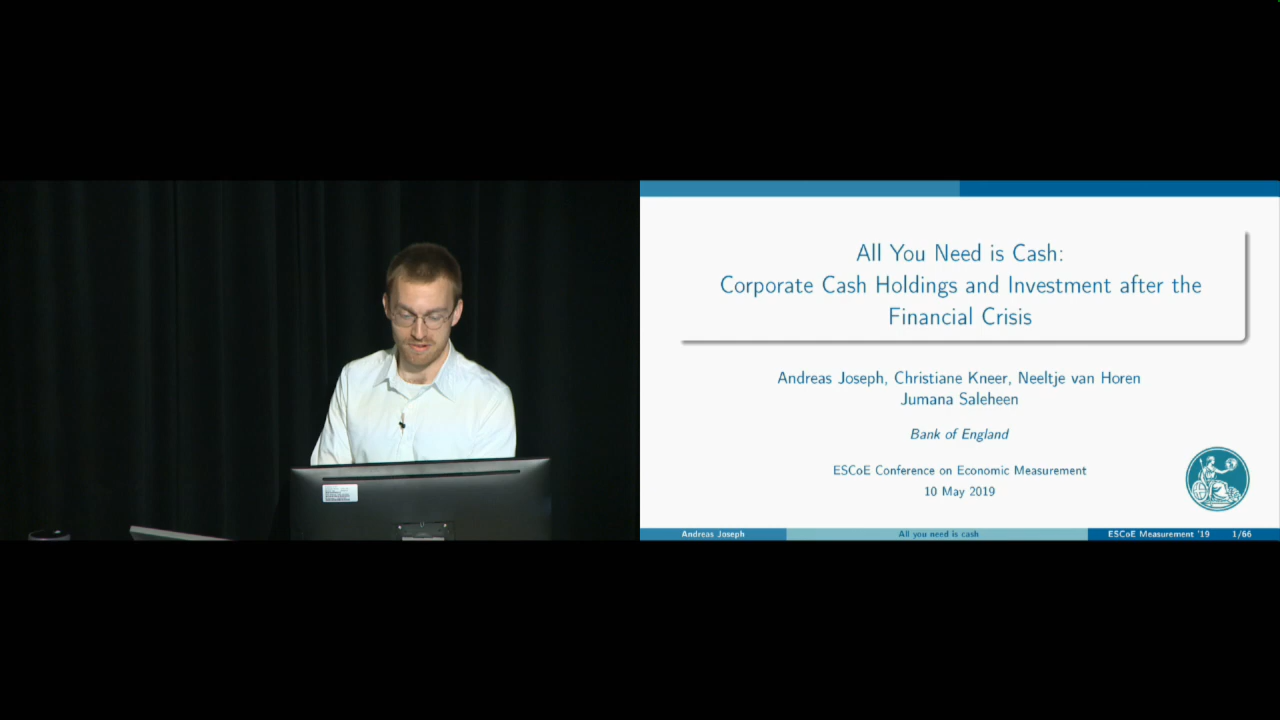 All You Need is Cash:
Corporate Cash Holdings and Investment after the
Financial Crisis
Andreas Joseph, Christiane Kneer, Neeltje van Horen
Jumana Saleheen
Bank of England
ESCoE Conference on Economic Measurement
10 May 2019
Andreas Joseph All you need is cash ESCoE Measurement '19 1/66